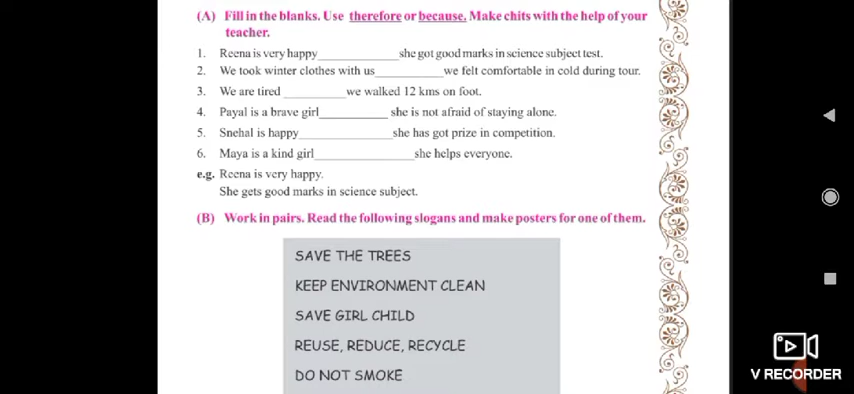 (A) Fill in the blanks. Use therefore or because. Make chits with the help of your
teacher.
1. Reena is very happy______________she got good marks in science subject test.
2. We took winter clothes with us____________we felt comfortable in cold during tour.
3. We are tired ___________we walked 12 kms on foot.
4. Payal is a brave girl____________ she is not afraid of staying alone.
5. Snehal is happy________________she has got prize in competition.
6. Maya is a kind girl_________________she helps everyone.
e.g. Reena is very happy.
She gets good marks in science subject.
(B) Work in pairs. Read the following slogans and make posters for one of them.
SAVE THE TREES
KEEP ENVIRONMENT CLEAN
SAVE GIRL CHILD
REUSE, REDUCE, RECYCLE
DO NOT SMOKE
V RECORDER